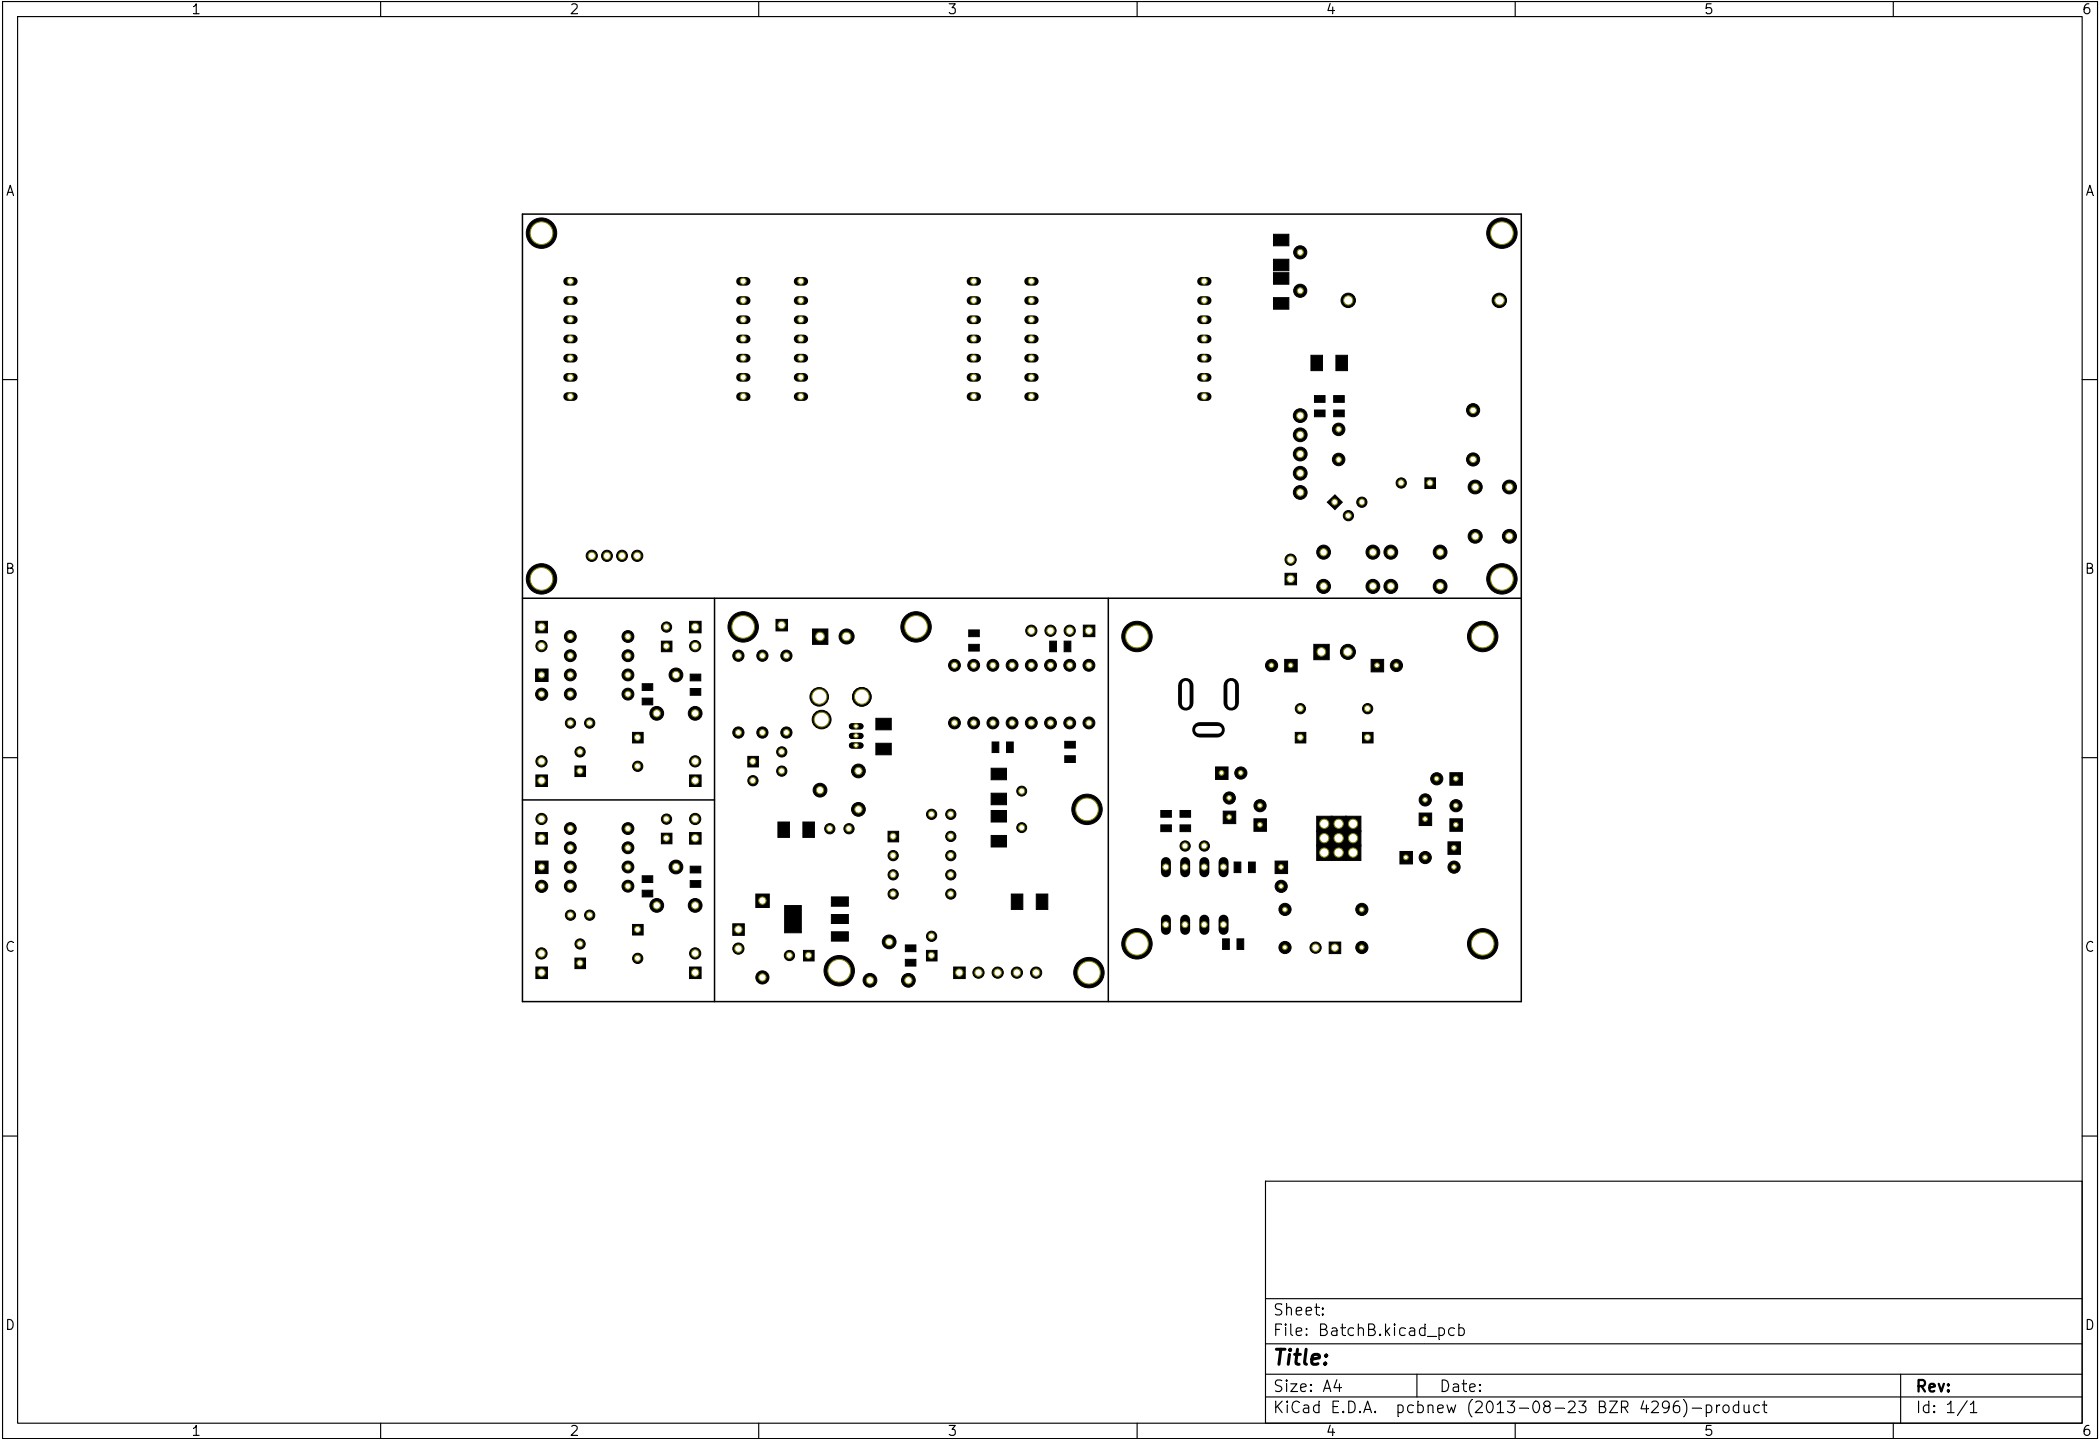 1 2 3 4 5 6
A A
B B
C C
D D
Sheet:
File: BatchB.kicad_pcb
Title:
Size: A4 Date: Rev:
KiCad E.D.A. pcbnew (2013-08-23 BZR 4296)-product Id: 1/1
1 2 3 4 5 6